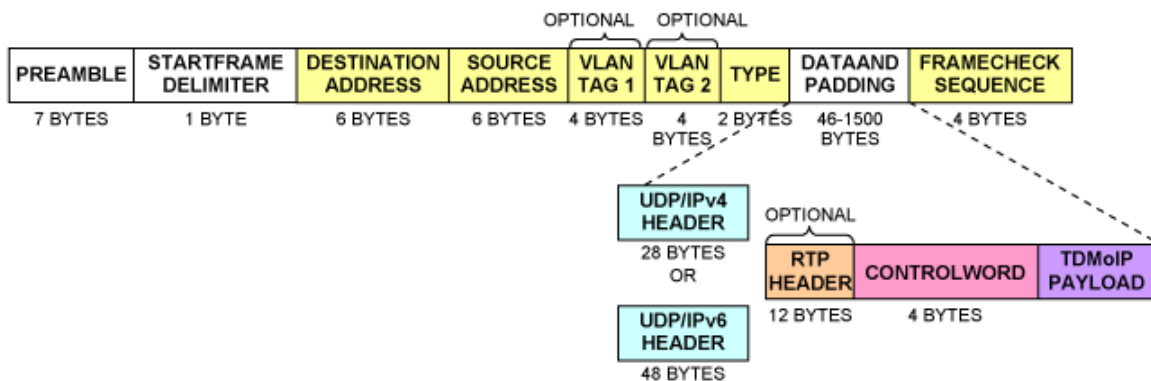 OPTIONAL OPTIONAL
PREAMBLE
STARTFRAME
DELIMITER
DESTINATION
ADDRESS
SOURCE
ADDRESS
VLAN
TAG 1
VLAN
TAG 2
TYPE
DATAAND
PADDING
FRAMECHECK
SEQUENCE
7 BYTES
1 BYTE
6 BYTES
6 BYTES
4 BYTES
4
BYTES
2 BYTES
46-1500
BYTES
4 BYTES
UDP/IPv4
HEADER
28 BYTES
OR
UDP/IPv6
HEADER
48 BYTES
OPTIONAL
RTP
HEADER
CONTROLWORD
TDMoIP
PAYLOAD
12 BYTES
4 BYTES